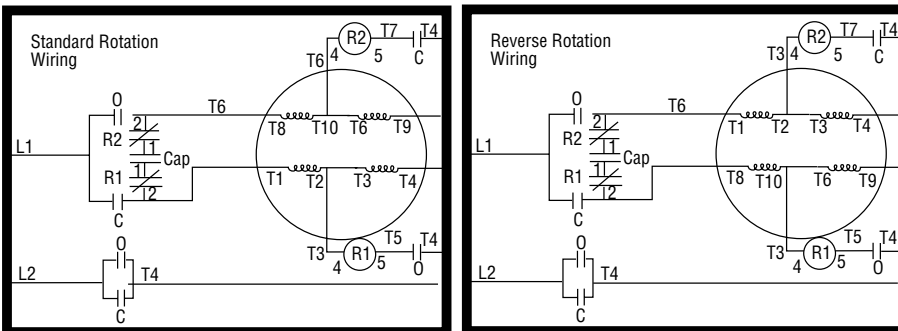 Standard Rotation
Wiring
R2
T7
T4
4
5
C
T6
O
T6
2
R2
T8
T10
T6
T9
1
L1
Cap
1
R1
T1
T2
T3
T4
2
C
O
T3
R1
T5
T4
4
5
O
L2
T4
C
Reverse Rotation
Wiring
R2
T7
T4
4
5
C
T3
O
T6
2
R2
T1
T2
T3
T4
1
L1
Cap
1
R1
T8
T10
T6
T9
2
C
O
T3
R1
T5
T4
4
5
O
L2
T4
C